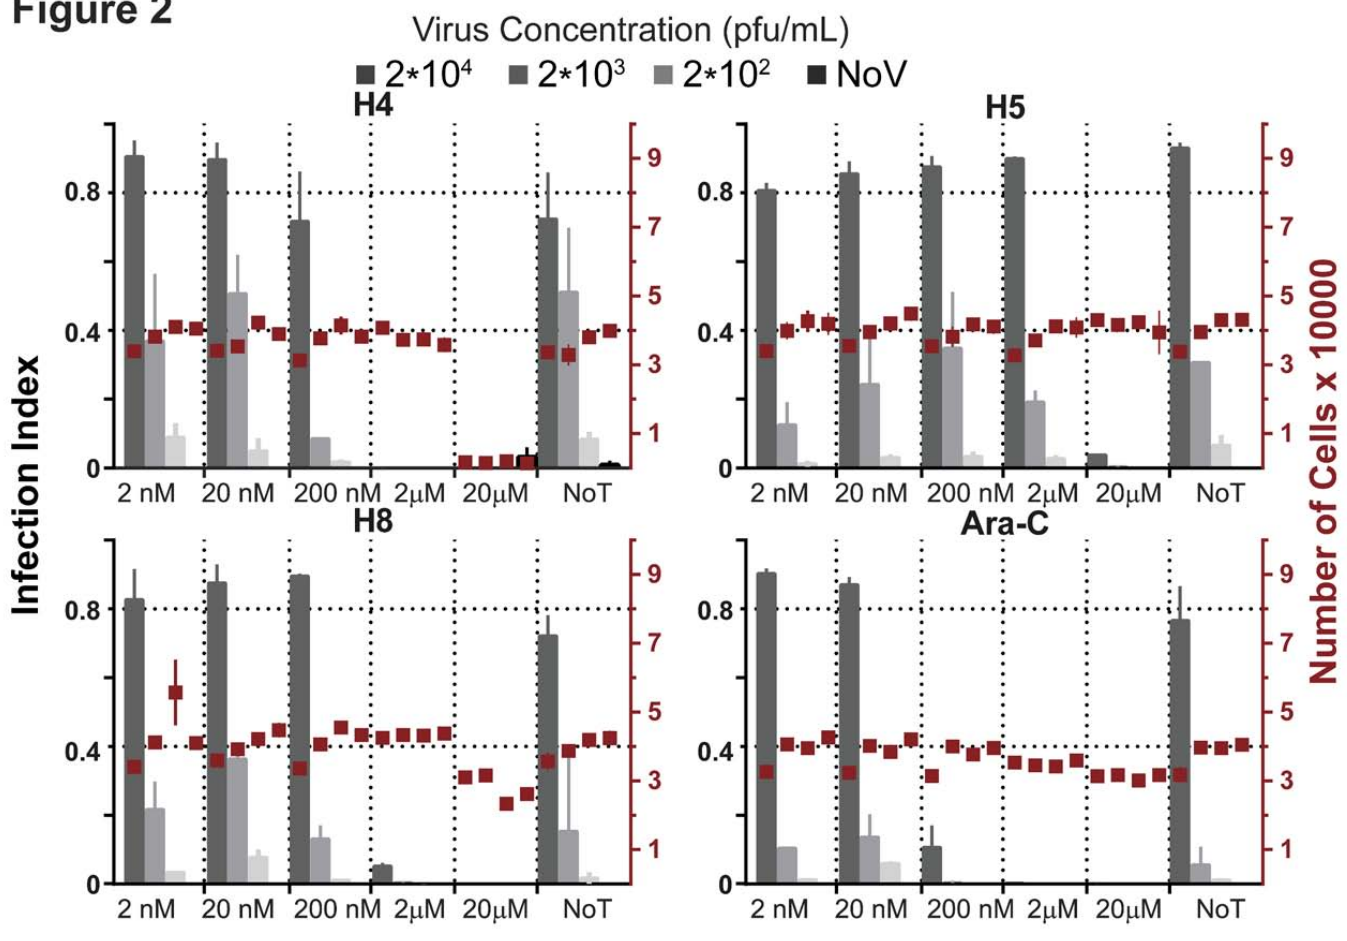 Figure 2
Virus Concentration (pfu/mL)
2*10⁴ 2*10³ 2*10² NoV
H4
H5
0.8
0.4
0
9
7
5
3
1
0.8
0.4
0
9
7
5
3
1
2 nM 20 nM 200 nM 2µM 20µM NoT
2 nM 20 nM 200 nM 2µM 20µM NoT
H8
Ara-C
0.8
0.4
0
9
7
5
3
1
0.8
0.4
0
9
7
5
3
1
2 nM 20 nM 200 nM 2µM 20µM NoT
2 nM 20 nM 200 nM 2µM 20µM NoT
Infection Index
Number of Cells x 10000